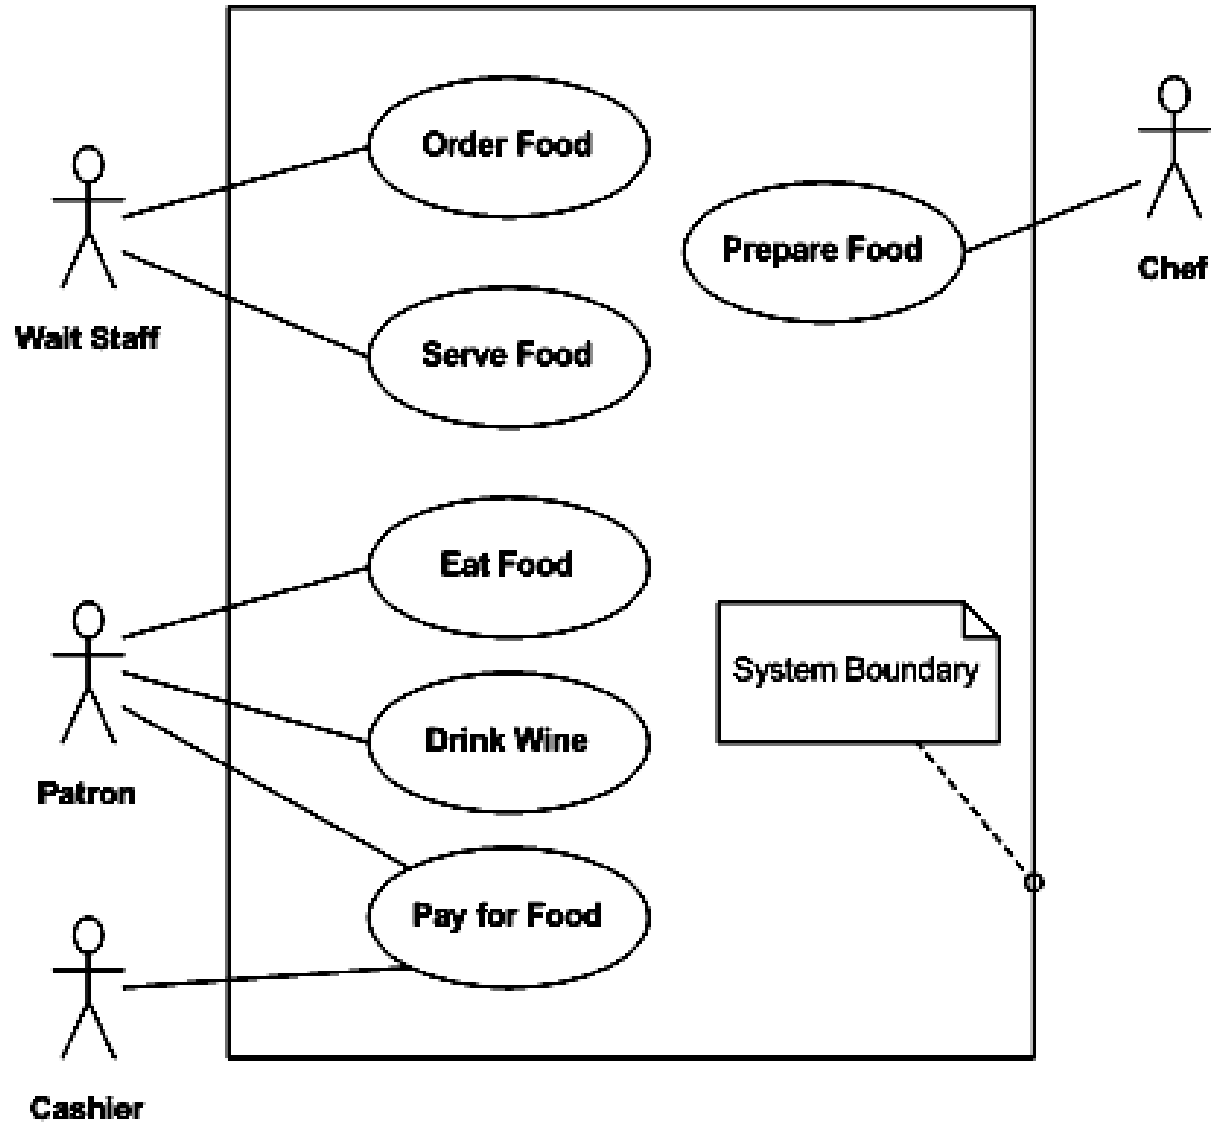 Order Food
Prepare Food
Chef
Wait Staff
Serve Food
Eat Food
System Boundary
Drink Wine
Patron
Pay for Food
Cashier